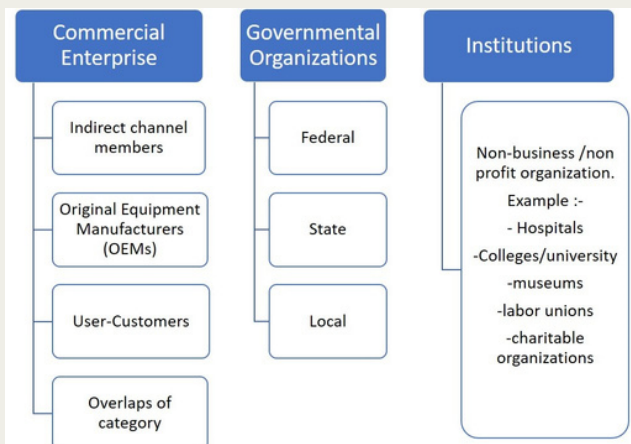 Commercial
Enterprise
Indirect channel
members
Original Equipment
Manufacturers
(OEMs)
User-Customers
Overlaps of
category
Governmental
Organizations
Federal
State
Local
Institutions
Non-business /non
profit organization.
Example :-
- Hospitals
-Colleges/university
-museums
-labor unions
-charitable
organizations